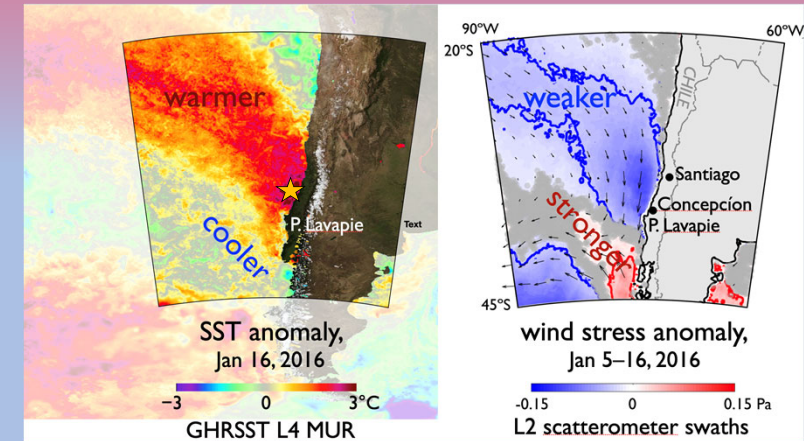 warmer
cooler
P. Lavapie
Text
SST anomaly,
Jan 16, 2016
−3 0 3°C
GHRSST L4 MUR
90°W
60°W
20°S
weaker
CHILE
Santiago
Concepcíon
P. Lavapie
stronger
45°S
wind stress anomaly,
Jan 5–16, 2016
-0.15 0 0.15 Pa
L2 scatterometer swaths